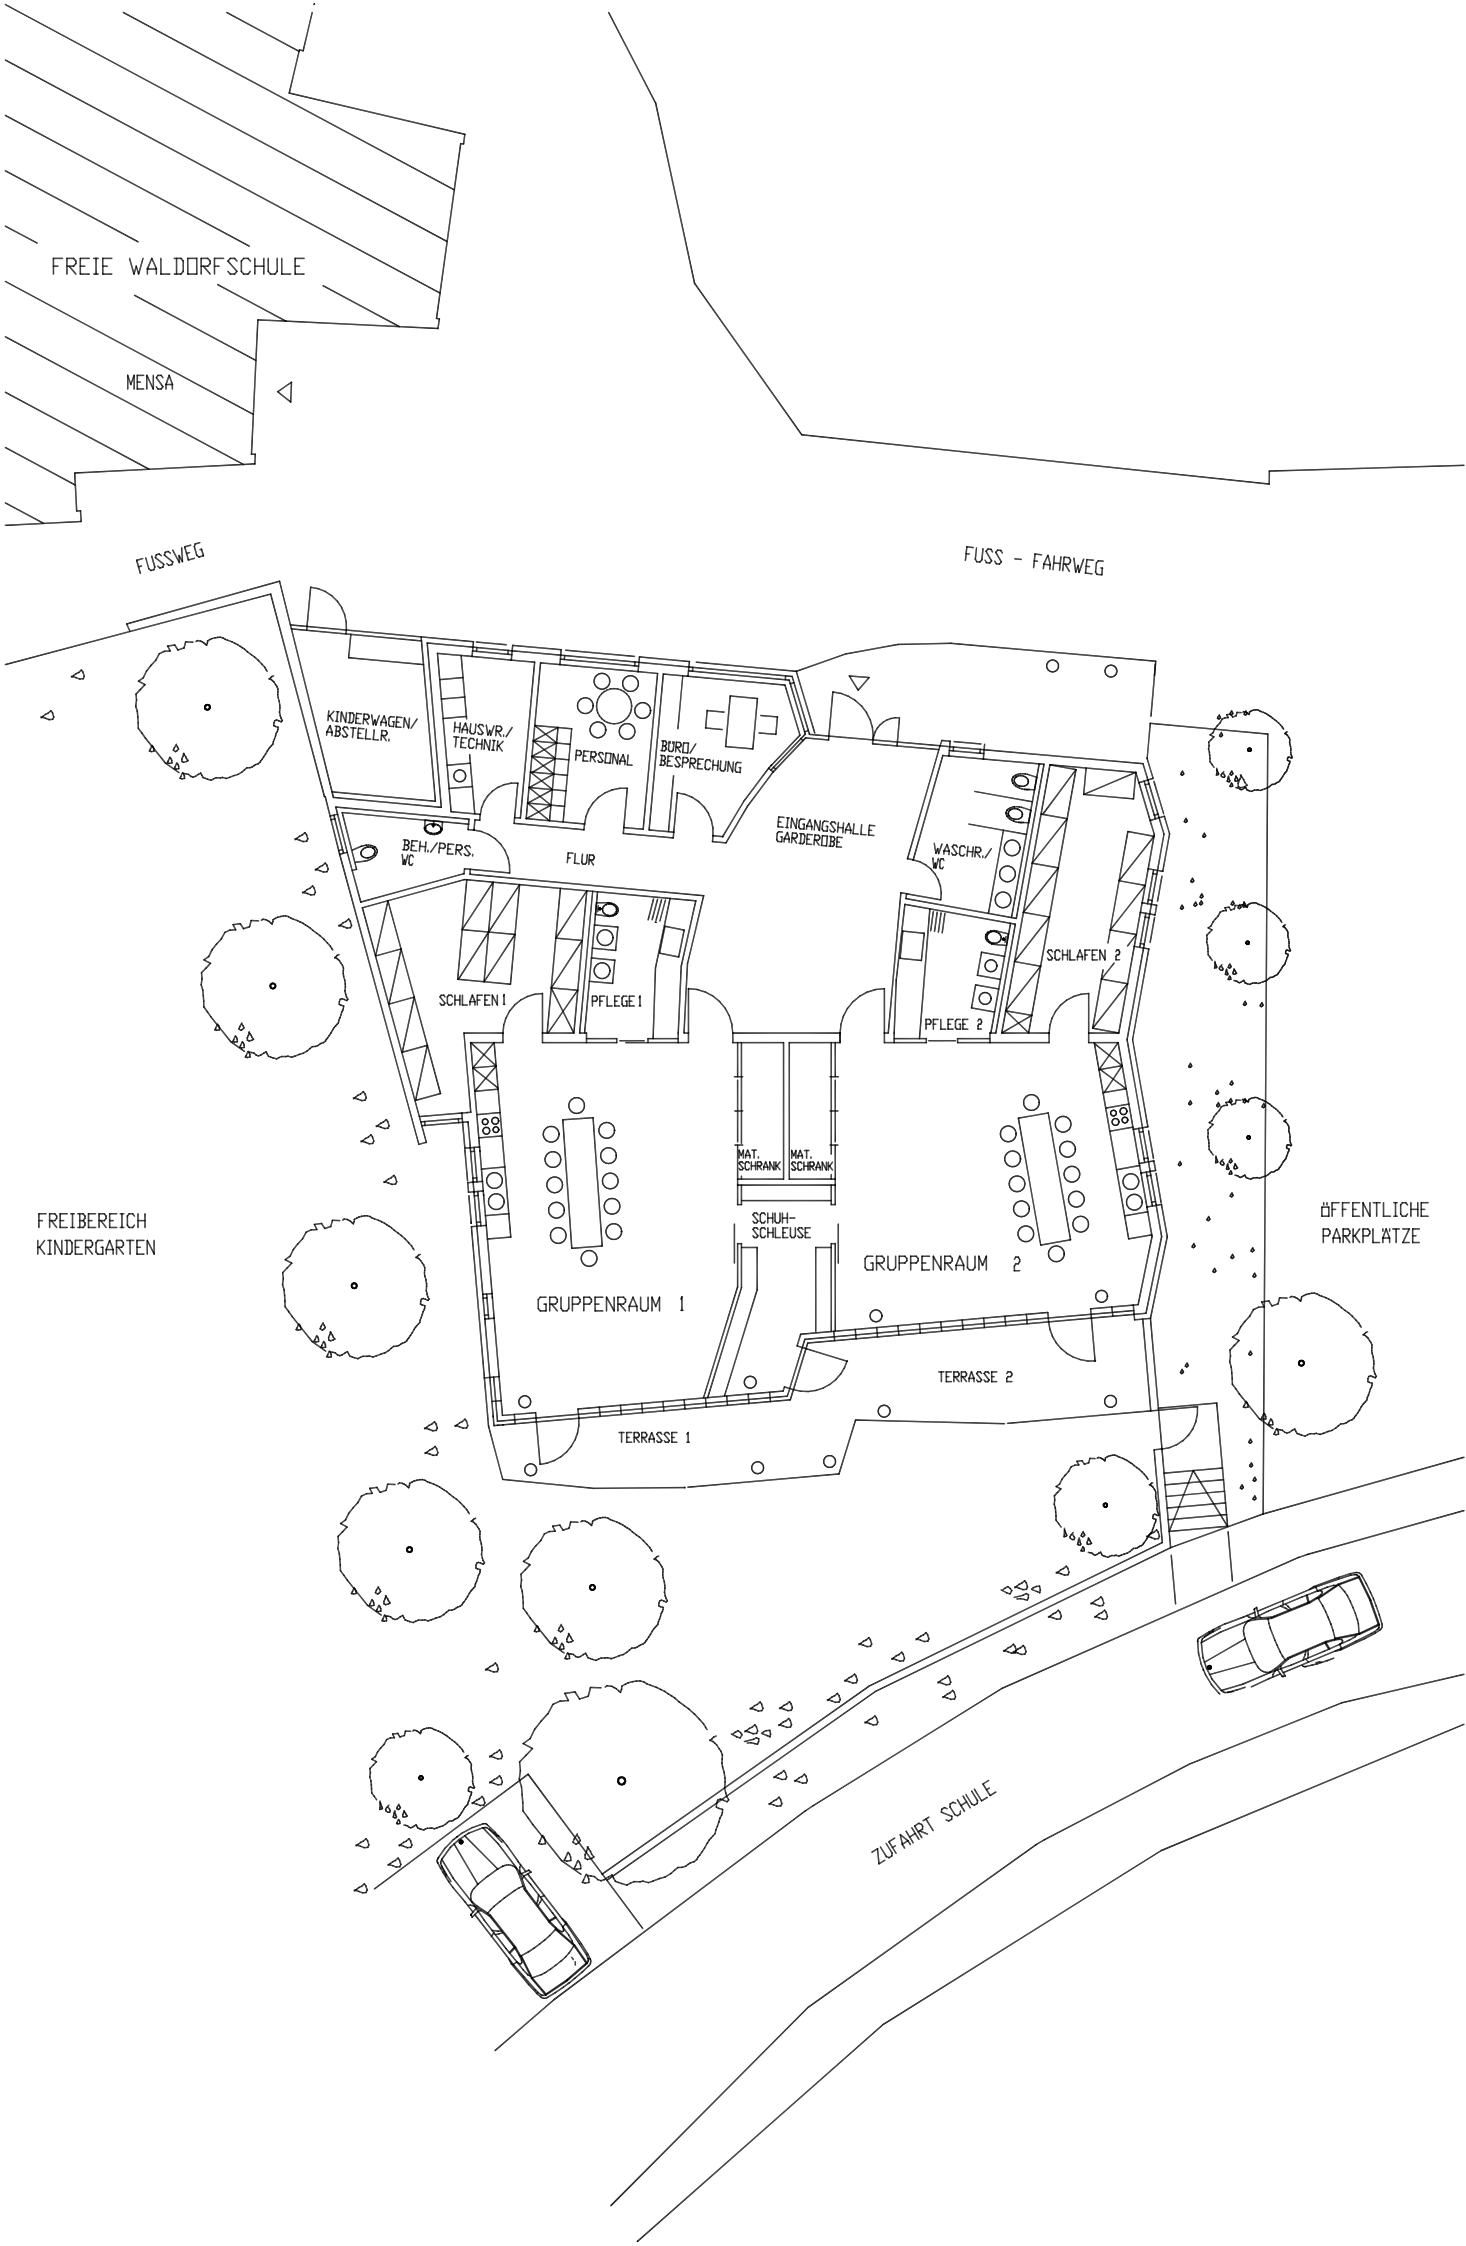 FREIE WALDORFSCHULE
MENSA
FUSSWEG
FUSS - FAHRWEG
KINDERWAGEN/
ABSTELLR.
HAUSWR./
TECHNIK
PERSONAL
BÜRO/
BESPRECHUNG
EINGANGSHALLE
GARDEROBE
WASCHR./
WC
BEH./PERS.
WC
FLUR
SCHLAFEN 1
PFLEGE 1
PFLEGE 2
SCHLAFEN 2
MAT.
SCHRANK
MAT.
SCHRANK
SCHUH-
SCHLEUSE
GRUPPENRAUM 1
GRUPPENRAUM 2
FREIBEREICH
KINDERGARTEN
ÖFFENTLICHE
PARKPLÄTZE
TERRASSE 2
TERRASSE 1
ZUFAHRT SCHULE